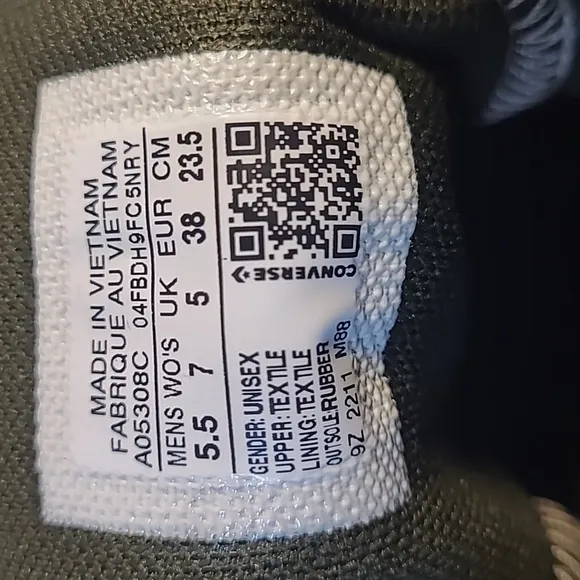 MADE IN VIETNAM
FABRIQUE AU VIETNAM
A05308C 04FBDH9FC5NRY
MENS WO'S UK EUR CM
5.5 7 5 38 23.5
CONVERSE
GENDER: UNISEX
UPPER: TEXTILE
LINING: TEXTILE
OUTSOLE: RUBBER
9Z 2211 M88